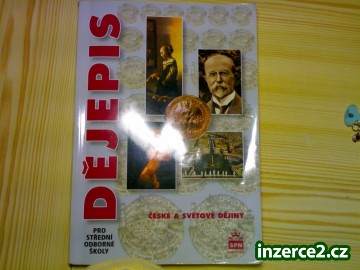 DĚJEPIS
PRO
STŘEDNÍ
ODBORNÉ
ŠKOLY
ČESKÉ A SVĚTOVÉ DĚJINY
SPN
inzerce2.cz